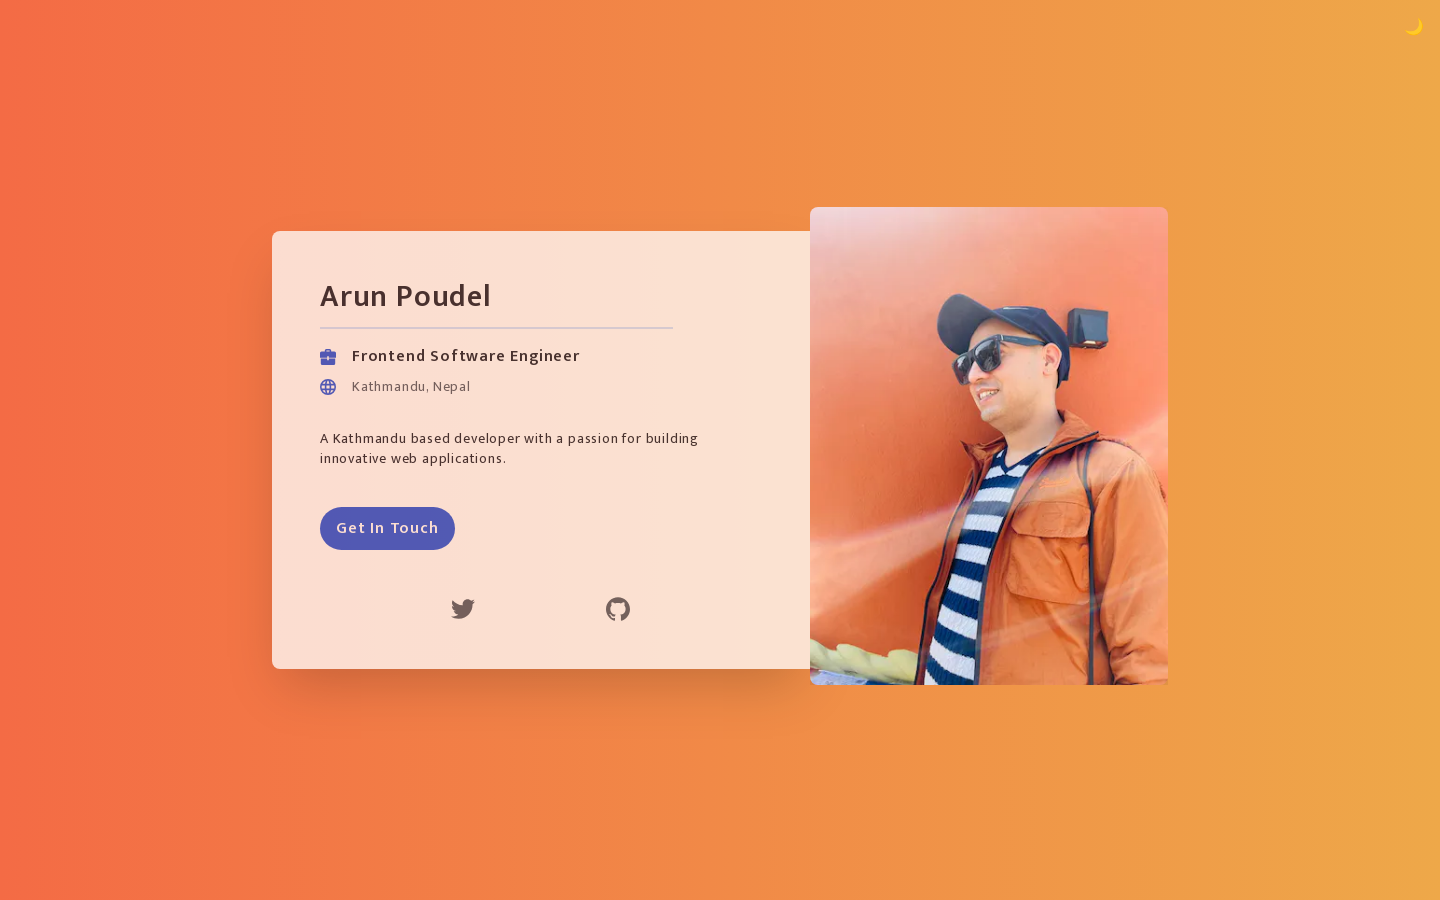 Arun Poudel
Frontend Software Engineer
Kathmandu, Nepal
A Kathmandu based developer with a passion for building
innovative web applications.
Get In Touch